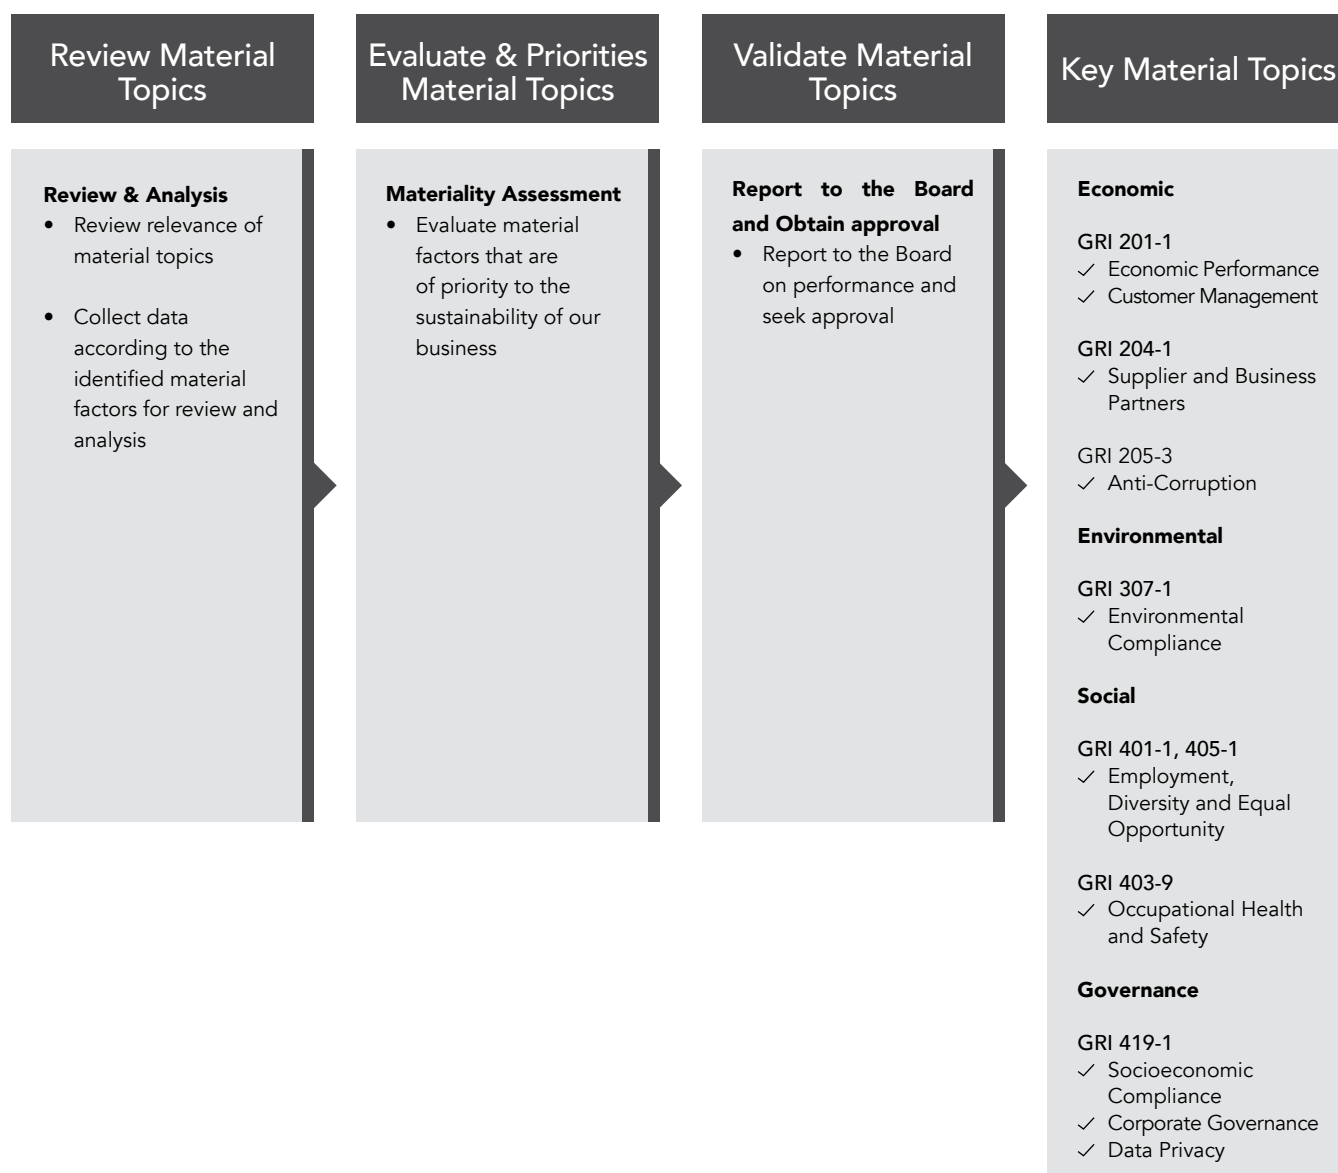 Review Material
Topics
Evaluate & Priorities
Material Topics
Validate Material
Topics
Key Material Topics
Review & Analysis
• Review relevance of
material topics
• Collect data
according to the
identified material
factors for review and
analysis
Materiality Assessment
• Evaluate material
factors that are
of priority to the
sustainability of our
business
Report to the Board
and Obtain approval
• Report to the Board
on performance and
seek approval
Economic
GRI 201-1
✓ Economic Performance
✓ Customer Management
GRI 204-1
✓ Supplier and Business
Partners
GRI 205-3
✓ Anti-Corruption
Environmental
GRI 307-1
✓ Environmental
Compliance
Social
GRI 401-1, 405-1
✓ Employment,
Diversity and Equal
Opportunity
GRI 403-9
✓ Occupational Health
and Safety
Governance
GRI 419-1
✓ Socioeconomic
Compliance
✓ Corporate Governance
✓ Data Privacy